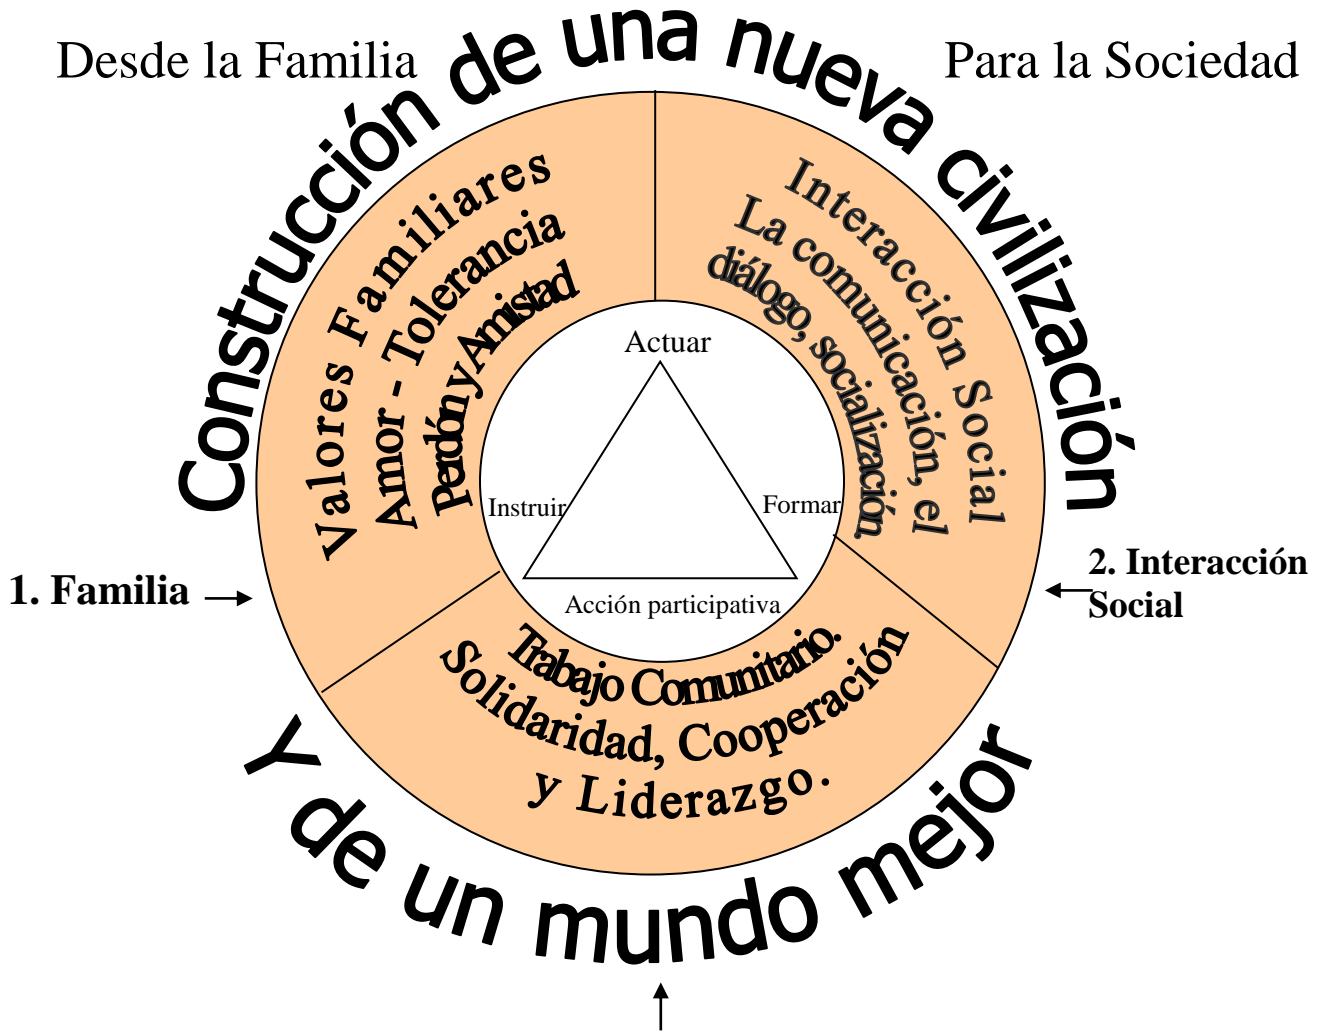 Desde la Familia
Para la Sociedad
Construcción de una nueva civilización
Valores Familiares
Amor - Tolerancia
Perdón y Amistad
Interacción Social
La comunicación, el
diálogo, socialización.
Actuar
Instruir
Formar
Acción participativa
1. Familia
2. Interacción
Social
Trabajo Comunitario.
Solidaridad, Cooperación
y Liderazgo.
Y de un mundo mejor